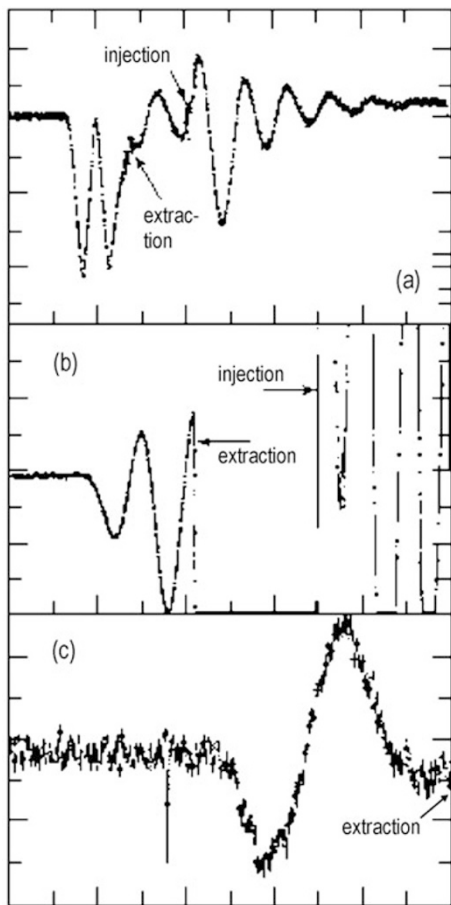 injection
extrac-
tion
(a)
(b)
injection
extraction
(c)
extraction